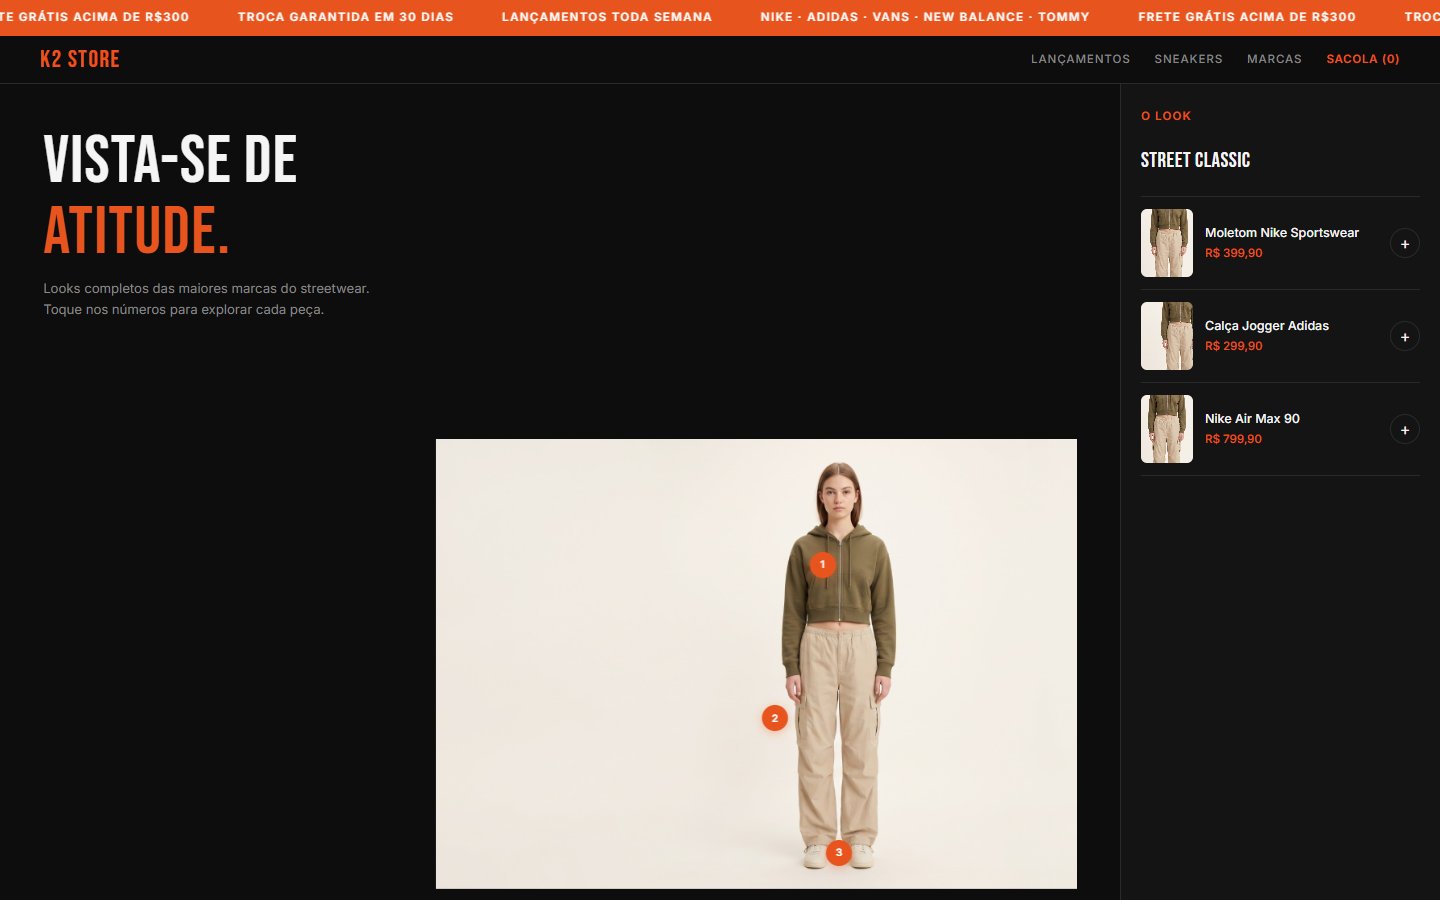 TE GRÁTIS ACIMA DE R$300 TROCA GARANTIDA EM 30 DIAS LANÇAMENTOS TODA SEMANA NIKE · ADIDAS · VANS · NEW BALANCE · TOMMY FRETE GRÁTIS ACIMA DE R$300 TROC
K2 STORE
LANÇAMENTOS SNEAKERS MARCAS SACOLA (0)
VISTA-SE DE
ATITUDE.
Looks completos das maiores marcas do streetwear.
Toque nos números para explorar cada peça.
1
2
3
O LOOK
STREET CLASSIC
Moletom Nike Sportswear
R$ 399,90
+
Calça Jogger Adidas
R$ 299,90
+
Nike Air Max 90
R$ 799,90
+